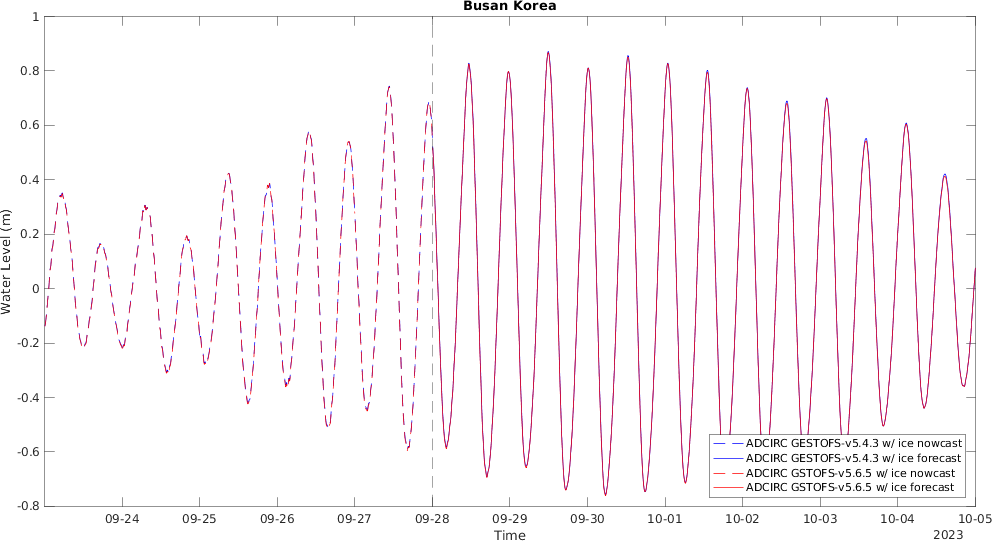 Busan Korea
1
0.8
0.6
0.4
0.2
0
-0.2
-0.4
-0.6
-0.8
Water Level (m)
ADCIRC GESTOFS-v5.4.3 w/ ice nowcast
ADCIRC GESTOFS-v5.4.3 w/ ice forecast
ADCIRC GSTOFS-v5.6.5 w/ ice nowcast
ADCIRC GSTOFS-v5.6.5 w/ ice forecast
09-24 09-25 09-26 09-27 09-28 09-29 09-30 10-01 10-02 10-03 10-04 10-05
Time
2023